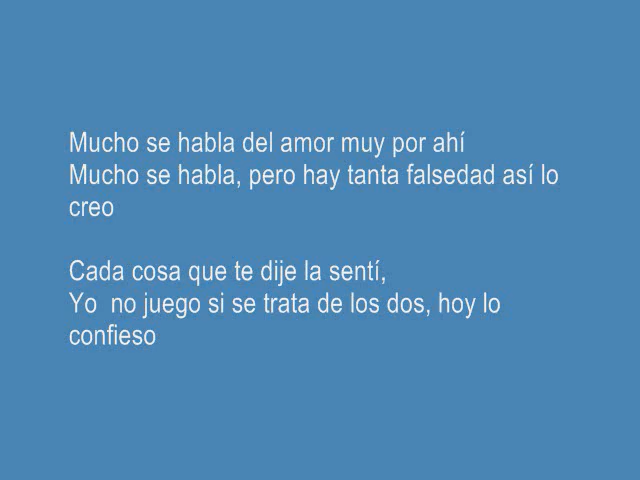 Mucho se habla del amor muy por ahí
Mucho se habla, pero hay tanta falsedad así lo
creo
Cada cosa que te dije la sentí,
Yo  no juego si se trata de los dos, hoy lo
confieso